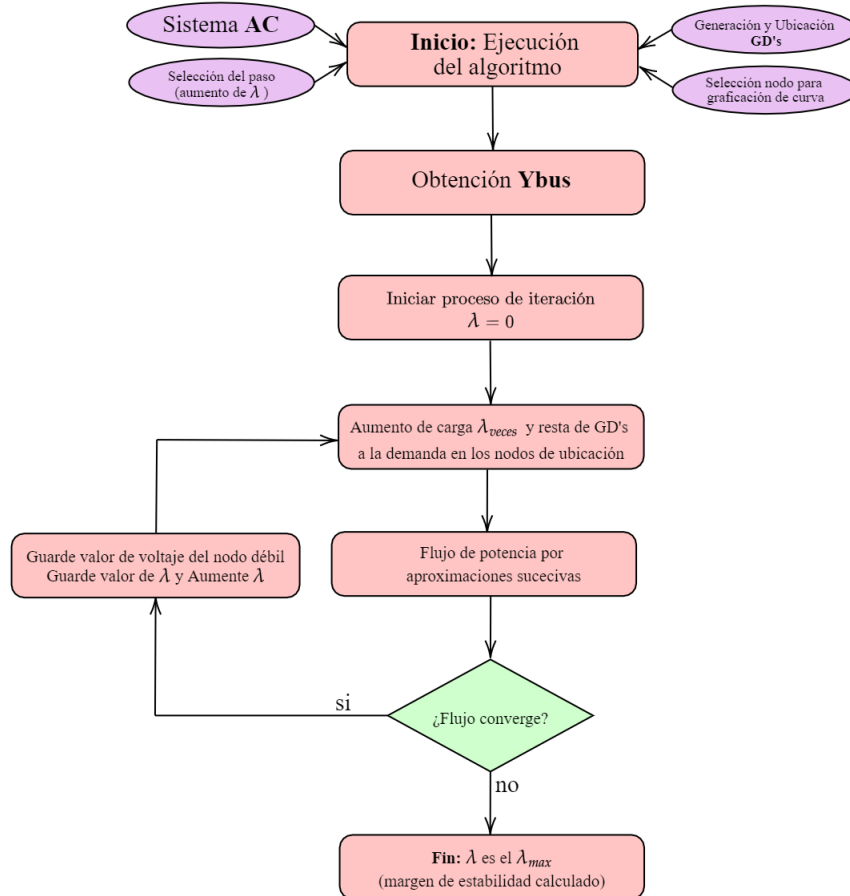 Sistema AC
Selección del paso
(aumento de λ )
Inicio: Ejecución
del algoritmo
Generación y Ubicación
GD's
Selección nodo para
graficación de curva
Obtención Ybus
Iniciar proceso de iteración
λ = 0
Aumento de carga λveces y resta de GD's
a la demanda en los nodos de ubicación
Guarde valor de voltaje del nodo débil
Guarde valor de λ y Aumente λ
Flujo de potencia por
aproximaciones sucecivas
si
¿Flujo converge?
no
Fin: λ es el λmax
(margen de estabilidad calculado)